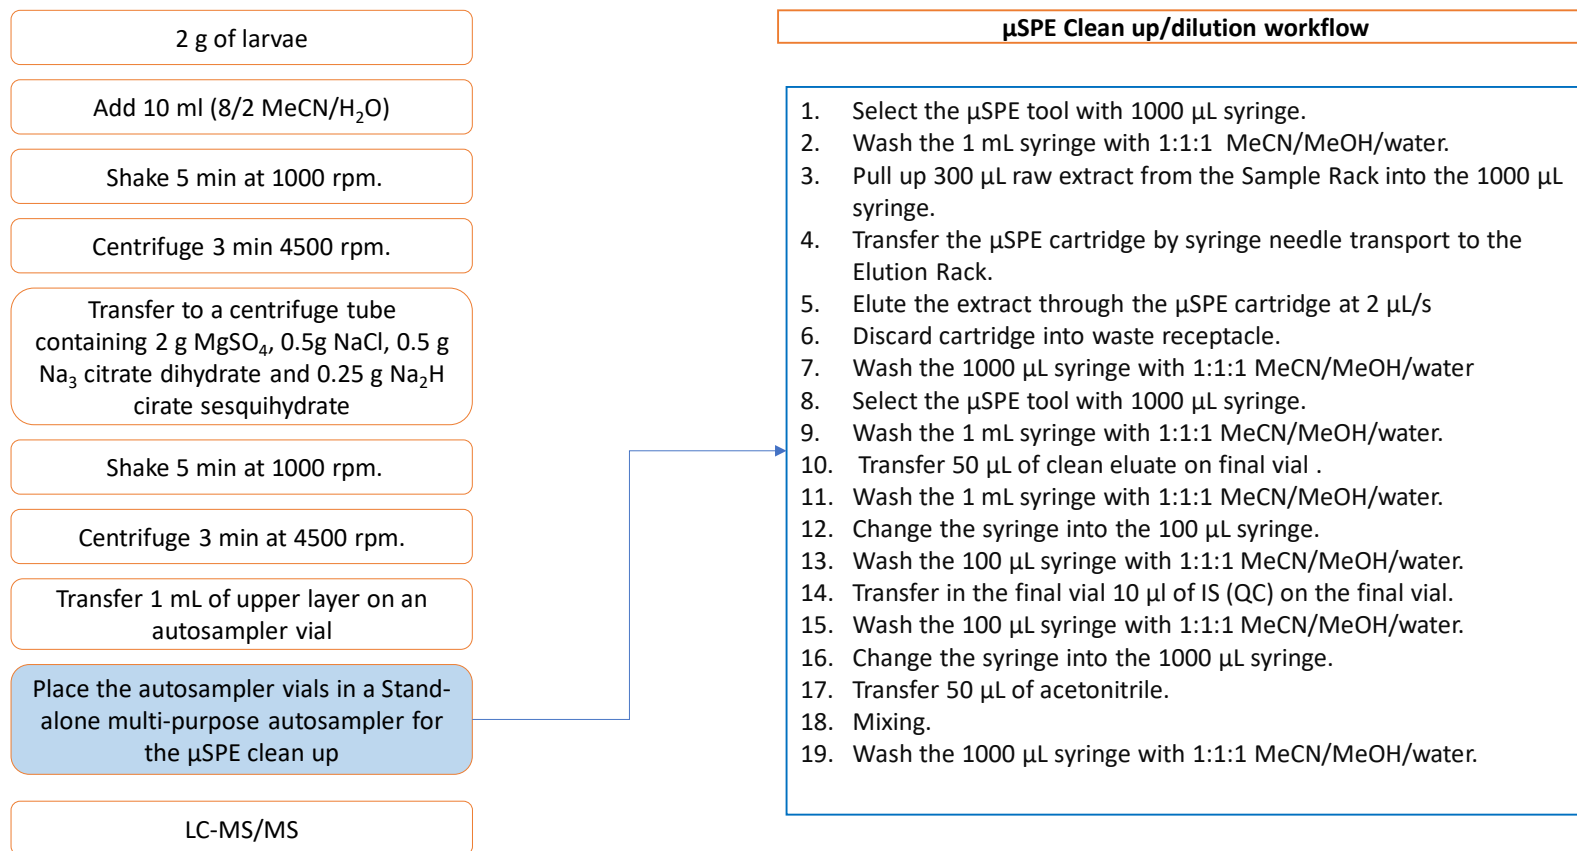 2 g of larvae
Add 10 ml (8/2 MeCN/H₂O)
Shake 5 min at 1000 rpm.
Centrifuge 3 min 4500 rpm.
Transfer to a centrifuge tube
containing 2 g MgSO₄, 0.5g NaCl, 0.5 g
Na₃ citrate dihydrate and 0.25 g Na₂H
cirate sesquihydrate
Shake 5 min at 1000 rpm.
Centrifuge 3 min at 4500 rpm.
Transfer 1 mL of upper layer on an
autosampler vial
Place the autosampler vials in a Stand-
alone multi-purpose autosampler for
the µSPE clean up
LC-MS/MS
µSPE Clean up/dilution workflow
1. Select the µSPE tool with 1000 µL syringe.
2. Wash the 1 mL syringe with 1:1:1 MeCN/MeOH/water.
3. Pull up 300 µL raw extract from the Sample Rack into the 1000 µL
syringe.
4. Transfer the µSPE cartridge by syringe needle transport to the
Elution Rack.
5. Elute the extract through the µSPE cartridge at 2 µL/s
6. Discard cartridge into waste receptacle.
7. Wash the 1000 µL syringe with 1:1:1 MeCN/MeOH/water
8. Select the µSPE tool with 1000 µL syringe.
9. Wash the 1 mL syringe with 1:1:1 MeCN/MeOH/water.
10. Transfer 50 µL of clean eluate on final vial .
11. Wash the 1 mL syringe with 1:1:1 MeCN/MeOH/water.
12. Change the syringe into the 100 µL syringe.
13. Wash the 100 µL syringe with 1:1:1 MeCN/MeOH/water.
14. Transfer in the final vial 10 µl of IS (QC) on the final vial.
15. Wash the 100 µL syringe with 1:1:1 MeCN/MeOH/water.
16. Change the syringe into the 1000 µL syringe.
17. Transfer 50 µL of acetonitrile.
18. Mixing.
19. Wash the 1000 µL syringe with 1:1:1 MeCN/MeOH/water.